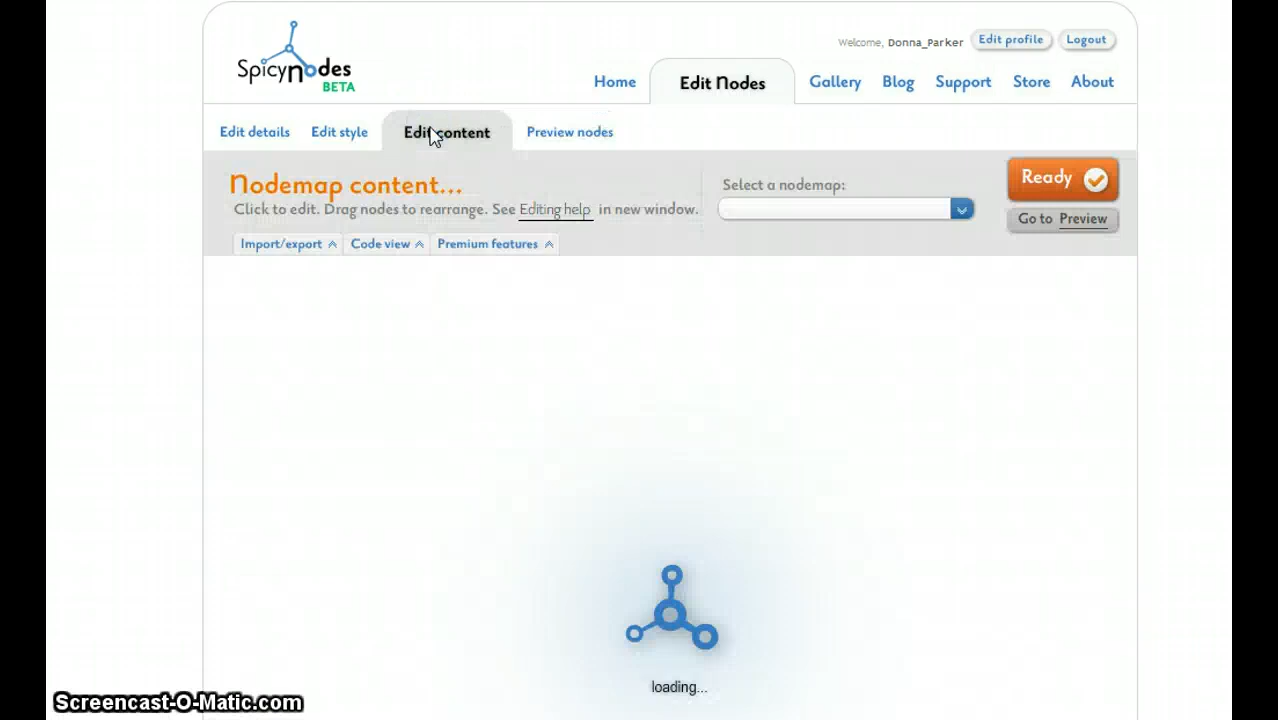 Spicynodes
BETA
Welcome, Donna_Parker Edit profile Logout
Home Edit Nodes Gallery Blog Support Store About
Edit details Edit style Edit content Preview nodes
Nodemap content...
Click to edit. Drag nodes to rearrange. See Editing help in new window.
Select a nodemap:
Ready
Go to Preview
Import/export Code view Premium features
loading...
Screencast-O-Matic.com